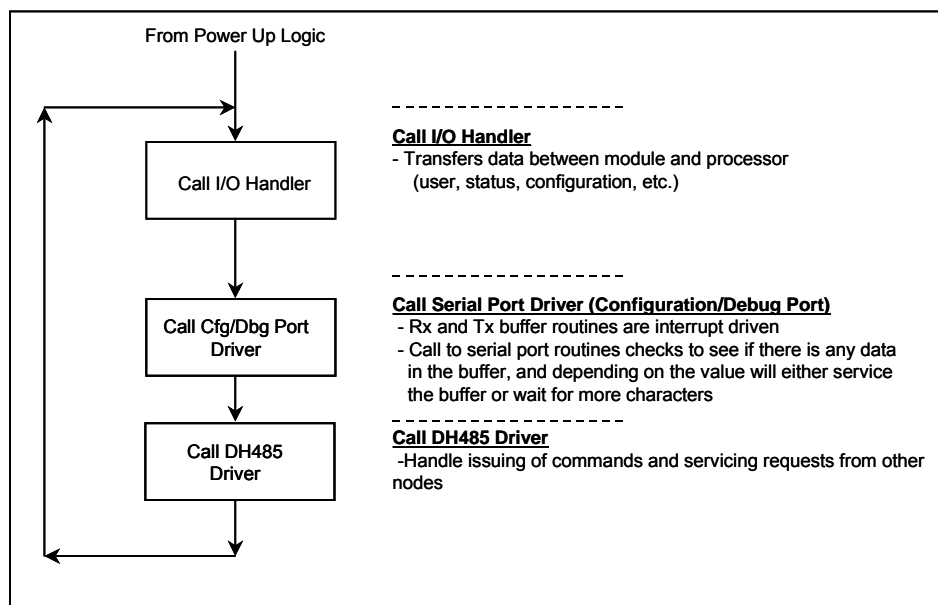 From Power Up Logic
Call I/O Handler
Call I/O Handler
- Transfers data between module and processor
(user, status, configuration, etc.)
Call Cfg/Dbg Port
Driver
Call Serial Port Driver (Configuration/Debug Port)
- Rx and Tx buffer routines are interrupt driven
- Call to serial port routines checks to see if there is any data
in the buffer, and depending on the value will either service
the buffer or wait for more characters
Call DH485
Driver
Call DH485 Driver
-Handle issuing of commands and servicing requests from other
nodes